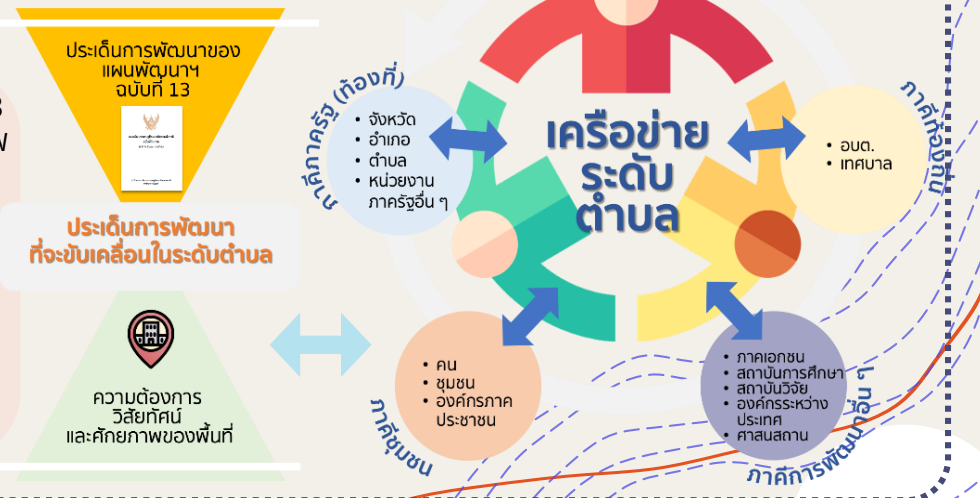 ประเด็นการพัฒนาของ
แผนพัฒนาฯ
ฉบับที่ 13
ประเด็นการพัฒนา
ที่จะขับเคลื่อนในระดับตำบล
ความต้องการ
วิสัยทัศน์
และศักยภาพของพื้นที่
ภาคีภาครัฐ (ท้องที่)
• จังหวัด
• อำเภอ
• ตำบล
• หน่วยงาน
ภาครัฐอื่น ๆ
เครือข่าย
ระดับ
ตำบล
ภาคีท้องถิ่น
• อบต.
• เทศบาล
• คน
• ชุมชน
• องค์กรภาค
ประชาชน
ภาคีชุมชน
• ภาคเอกชน
• สถาบันการศึกษา
• สถาบันวิจัย
• องค์กรระหว่าง
ประเทศ
• ศาสนสถาน
ภาคีการพัฒนาอื่น ๆ